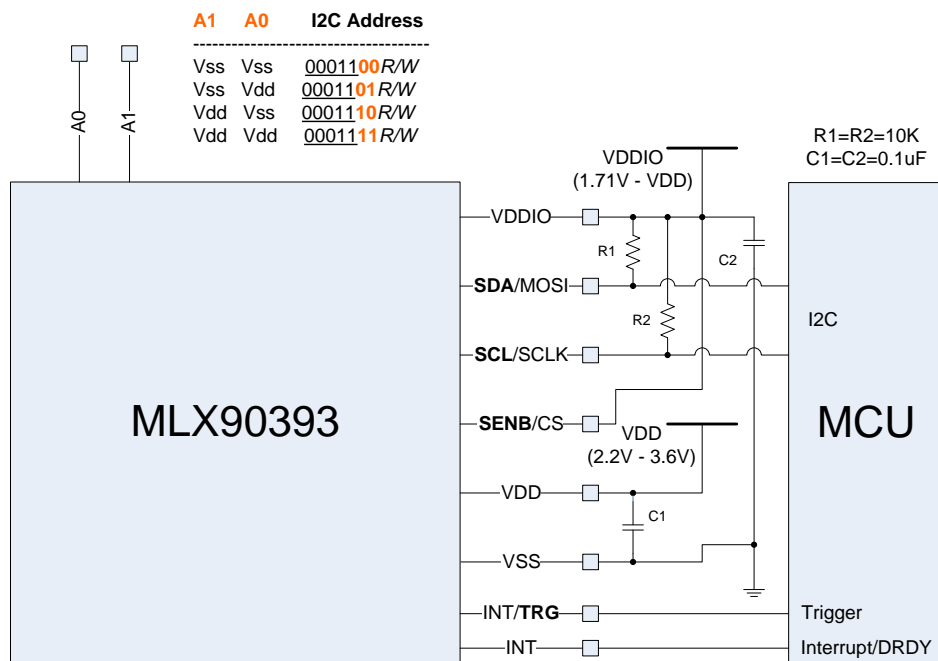 A1 A0 I2C Address
--------------------------
Vss Vss 0001100R/W
Vss Vdd 0001101R/W
Vdd Vss 0001110R/W
Vdd Vdd 0001111R/W
A0
A1
R1=R2=10K
C1=C2=0.1uF
VDDIO
(1.71V - VDD)
VDDIO
R1
C2
SDA/MOSI
R2
I2C
SCL/SCLK
MLX90393
MCU
SENB/CS
VDD
(2.2V - 3.6V)
VDD
C1
VSS
INT/TRG
Trigger
INT
Interrupt/DRDY